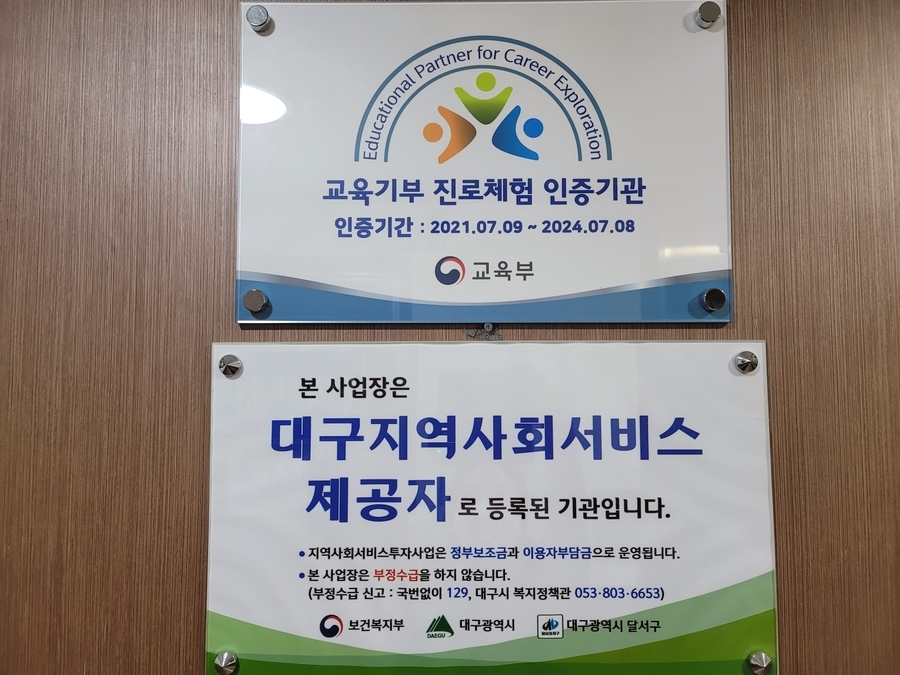 Educational Partner for Career Exploration
교육기부 진로체험 인증기관
인증기간 : 2021.07.09 ~ 2024.07.08
교육부
본 사업장은
대구지역사회서비스
제공자 로 등록된 기관입니다.
• 지역사회서비스투자사업은 정부보조금과 이용자부담금으로 운영됩니다.
• 본 사업장은 부정수급을 하지 않습니다.
(부정수급 신고 : 국번없이 129, 대구시 복지정책관 053·803·6653)
보건복지부 DAEGU 대구광역시 대구광역시 달서구